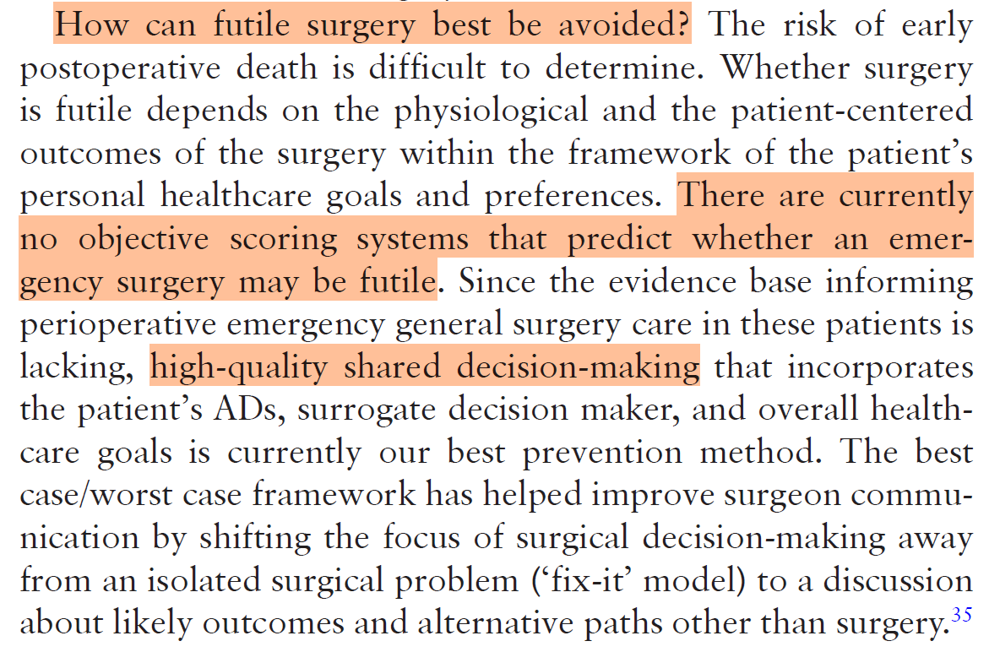 How can futile surgery best be avoided? The risk of early
postoperative death is difficult to determine. Whether surgery
is futile depends on the physiological and the patient-centered
outcomes of the surgery within the framework of the patient’s
personal healthcare goals and preferences. There are currently
no objective scoring systems that predict whether an emer-
gency surgery may be futile. Since the evidence base informing
perioperative emergency general surgery care in these patients is
lacking, high-quality shared decision-making that incorporates
the patient’s ADs, surrogate decision maker, and overall health-
care goals is currently our best prevention method. The best
case/worst case framework has helped improve surgeon commu-
nication by shifting the focus of surgical decision-making away
from an isolated surgical problem (‘fix-it’ model) to a discussion
about likely outcomes and alternative paths other than surgery.35